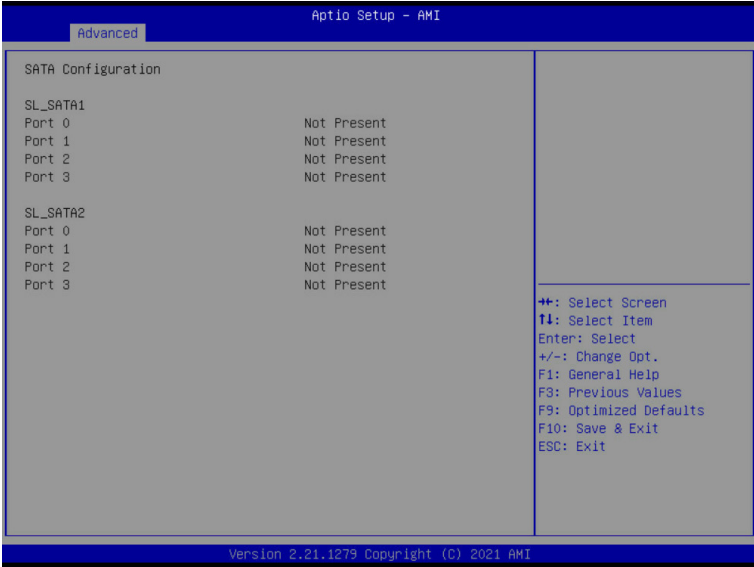 Aptio Setup – AMI
Advanced
SATA Configuration
SL_SATA1
Port 0 Not Present
Port 1 Not Present
Port 2 Not Present
Port 3 Not Present
SL_SATA2
Port 0 Not Present
Port 1 Not Present
Port 2 Not Present
Port 3 Not Present
→←: Select Screen
↑↓: Select Item
Enter: Select
+/-: Change Opt.
F1: General Help
F3: Previous Values
F9: Optimized Defaults
F10: Save & Exit
ESC: Exit
Version 2.21.1279 Copyright (C) 2021 AMI